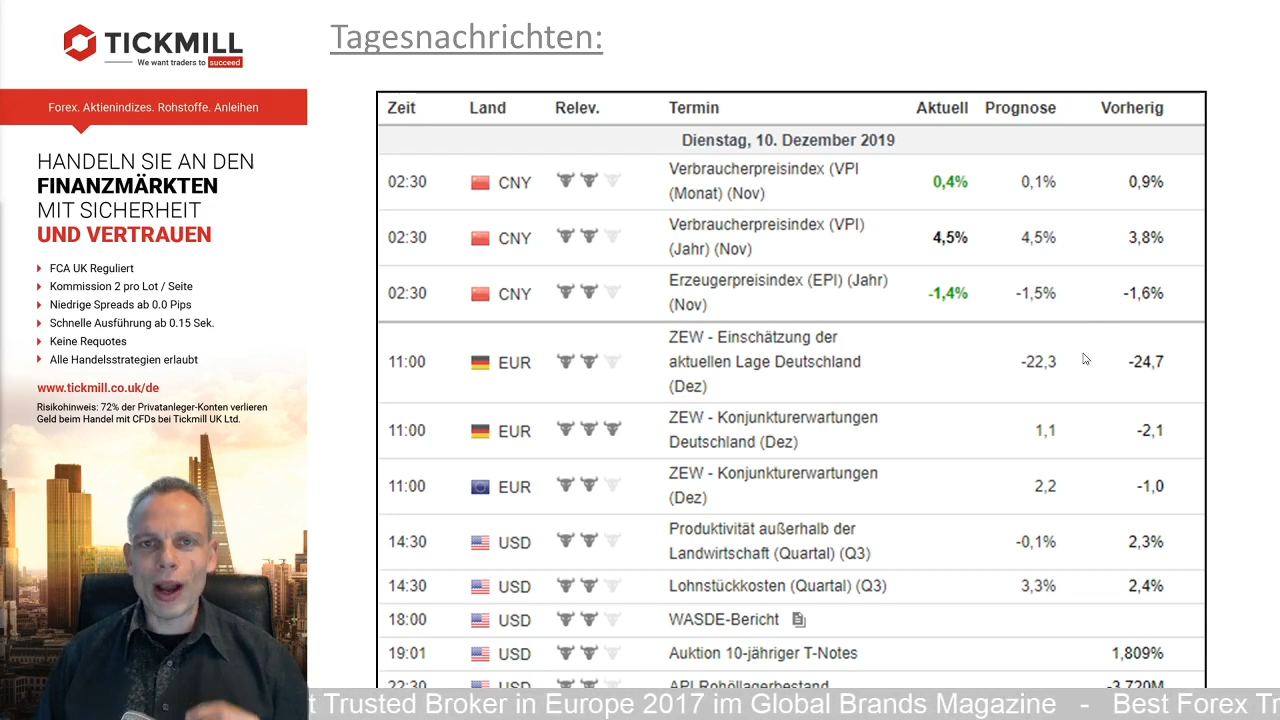 TICKMILL
We want traders to succeed
Forex. Aktienindizes. Rohstoffe. Anleihen
HANDELN SIE AN DEN
FINANZMÄRKTEN
MIT SICHERHEIT
UND VERTRAUEN
FCA UK Reguliert
Kommission 2 pro Lot / Seite
Niedrige Spreads ab 0.0 Pips
Schnelle Ausführung ab 0.15 Sek.
Keine Requotes
Alle Handelsstrategien erlaubt
www.tickmill.co.uk/de
Risikohinweis: 72% der Privatanleger-Konten verlieren
Geld beim Handel mit CFDs bei Tickmill UK Ltd.
Tagesnachrichten:
Zeit Land Relev. Termin Aktuell Prognose Vorherig
Dienstag, 10. Dezember 2019
02:30 CNY Verbraucherpreisindex (VPI
(Monat) (Nov) 0,4% 0,1% 0,9%
02:30 CNY Verbraucherpreisindex (VPI)
(Jahr) (Nov) 4,5% 4,5% 3,8%
02:30 CNY Erzeugerpreisindex (EPI) (Jahr)
(Nov) -1,4% -1,5% -1,6%
11:00 EUR ZEW - Einschätzung der
aktuellen Lage Deutschland
(Dez) -22,3 -24,7
11:00 EUR ZEW - Konjunkturerwartungen
Deutschland (Dez) 1,1 -2,1
11:00 EUR ZEW - Konjunkturerwartungen
(Dez) 2,2 -1,0
14:30 USD Produktivität außerhalb der
Landwirtschaft (Quartal) (Q3) -0,1% 2,3%
14:30 USD Lohnstückkosten (Quartal) (Q3) 3,3% 2,4%
18:00 USD WASDE-Bericht
19:01 USD Auktion 10-jähriger T-Notes 1,809%
22:30 USD API Rohöllagerbestand -3,720M
t Trusted Broker in Europe 2017 im Global Brands Magazine - Best Forex Tr